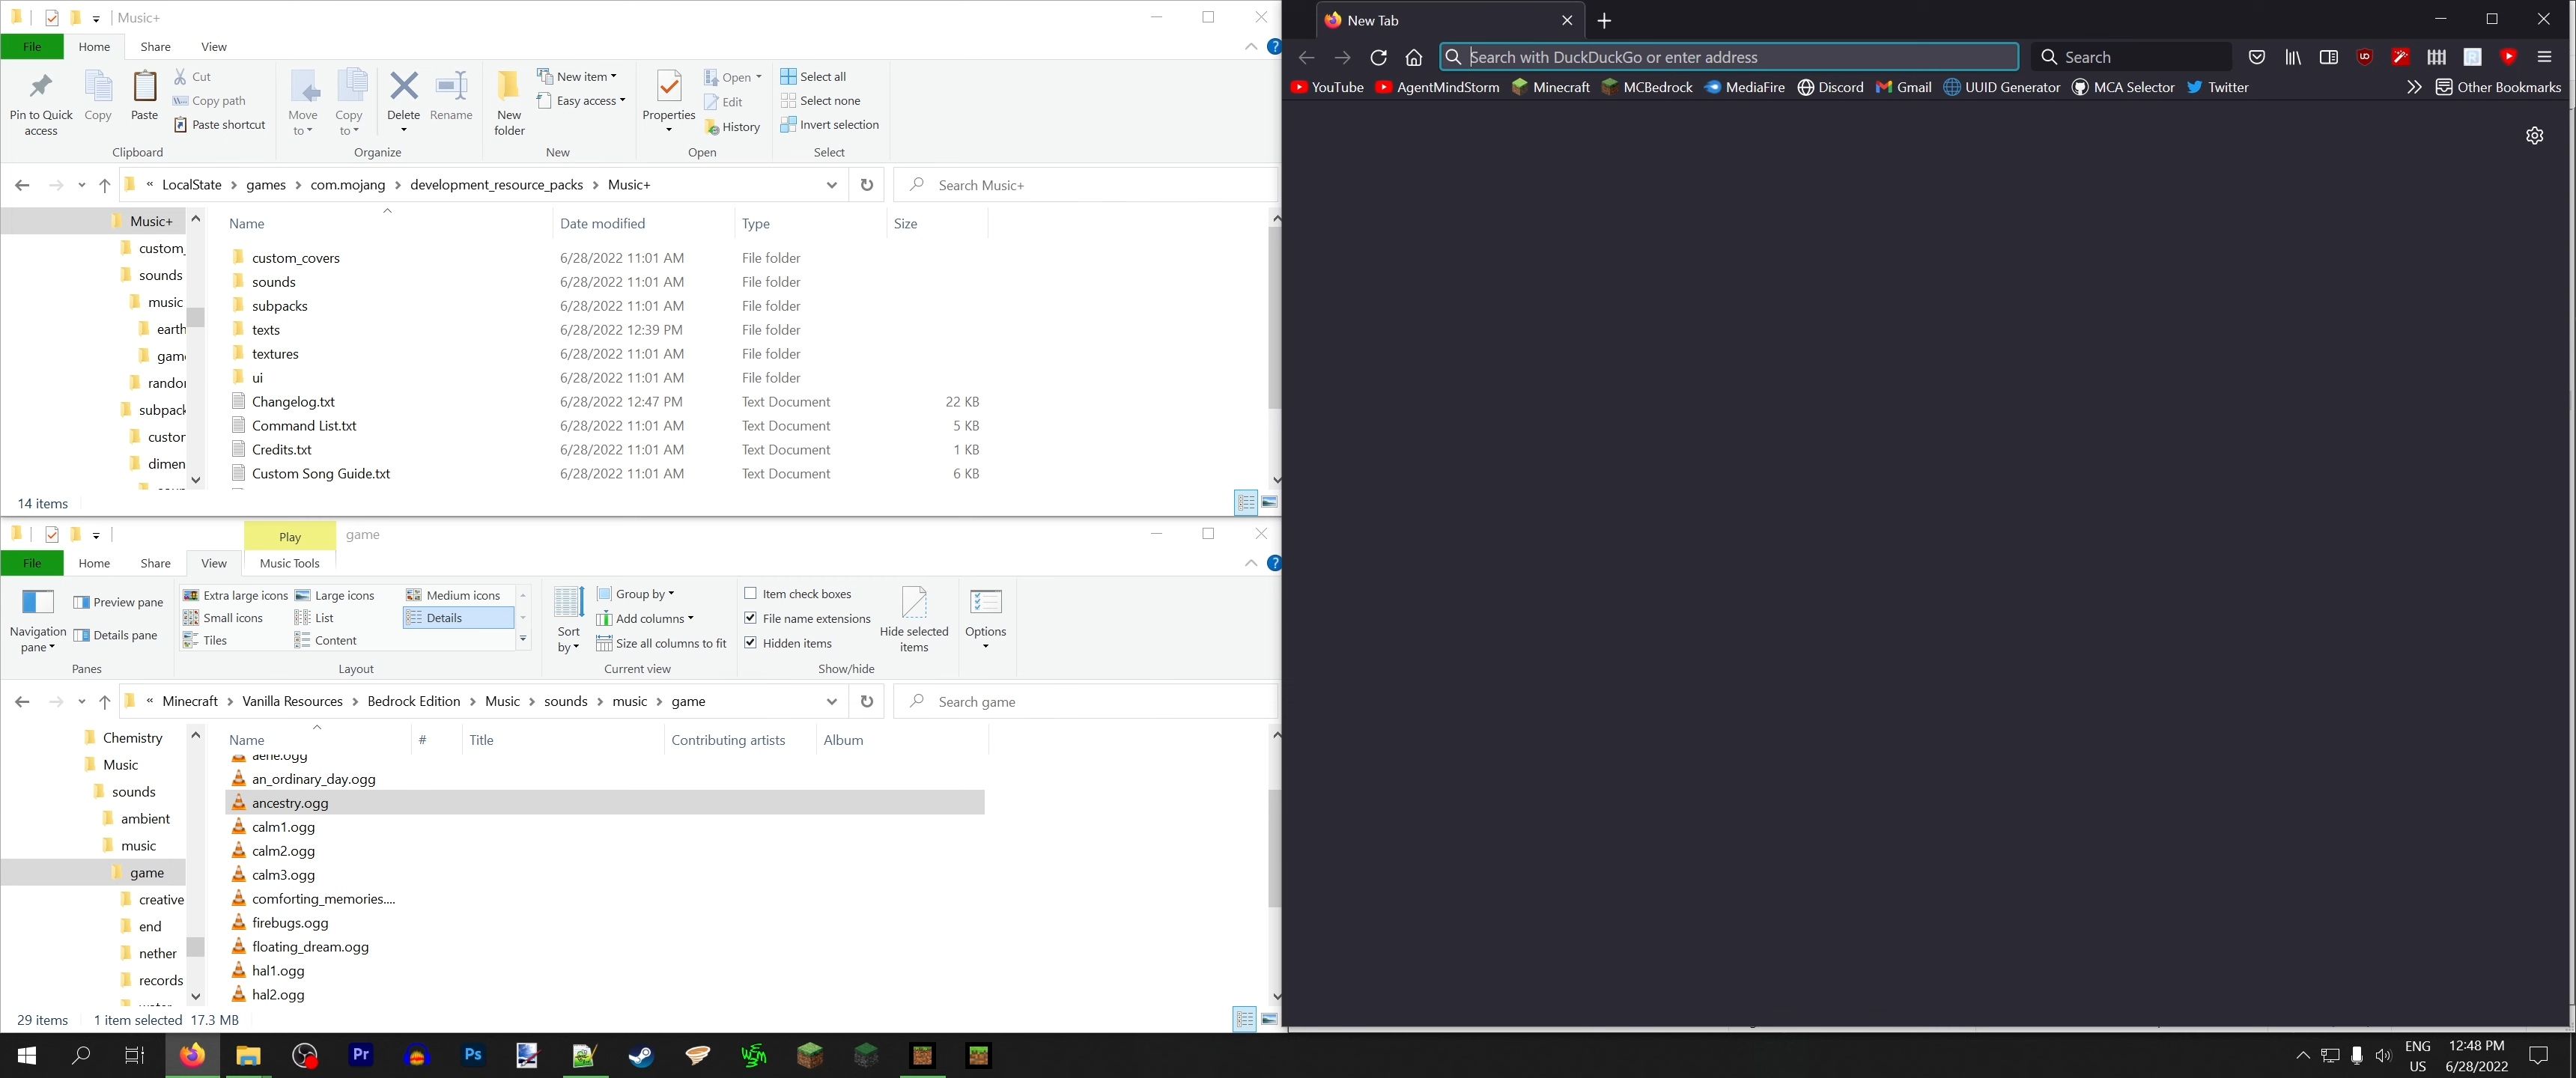 Music+
File Home Share View
Pin to Quick access
Copy
Paste
Cut
Copy path
Paste shortcut
Clipboard
Move to
Copy to
Delete
Rename
Organize
New folder
New item
Easy access
New
Properties
Open
Edit
History
Open
Select all
Select none
Invert selection
Select
« LocalState > games > com.mojang > development_resource_packs > Music+
Search Music+
Music+
custom_
sounds
music
earth
game
random
subpack
custor
dimen
Name Date modified Type Size
custom_covers 6/28/2022 11:01 AM File folder
sounds 6/28/2022 11:01 AM File folder
subpacks 6/28/2022 11:01 AM File folder
texts 6/28/2022 12:39 PM File folder
textures 6/28/2022 11:01 AM File folder
ui 6/28/2022 11:01 AM File folder
Changelog.txt 6/28/2022 12:47 PM Text Document 22 KB
Command List.txt 6/28/2022 11:01 AM Text Document 5 KB
Credits.txt 6/28/2022 11:01 AM Text Document 1 KB
Custom Song Guide.txt 6/28/2022 11:01 AM Text Document 6 KB
14 items
Play game
File Home Share View Music Tools
Navigation pane
Preview pane
Details pane
Panes
Extra large icons Large icons Medium icons
Small icons List Details
Tiles Content
Layout
Sort by
Group by
Add columns
Size all columns to fit
Current view
Item check boxes
File name extensions
Hidden items
Hide selected items
Show/hide
Options
« Minecraft > Vanilla Resources > Bedrock Edition > Music > sounds > music > game
Search game
Chemistry
Music
sounds
ambient
music
game
creative
end
nether
records
Name # Title Contributing artists Album
aerie.ogg
an_ordinary_day.ogg
ancestry.ogg
calm1.ogg
calm2.ogg
calm3.ogg
comforting_memories....
firebugs.ogg
floating_dream.ogg
hal1.ogg
hal2.ogg
29 items 1 item selected 17.3 MB
New Tab
Search with DuckDuckGo or enter address
Search
YouTube AgentMindStorm Minecraft MCBedrock MediaFire Discord Gmail UUID Generator MCA Selector Twitter Other Bookmarks
Pr
Ps
ENG
US
12:48 PM
6/28/2022